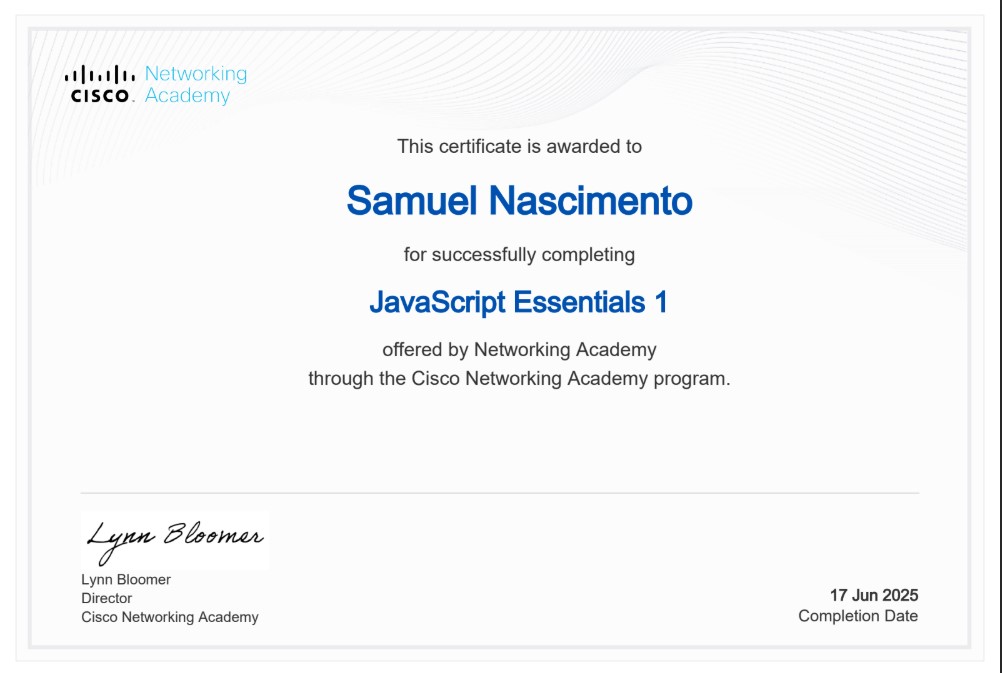 Networking
CISCO. Academy
This certificate is awarded to
Samuel Nascimento
for successfully completing
JavaScript Essentials 1
offered by Networking Academy
through the Cisco Networking Academy program.
Lynn Bloomer
Lynn Bloomer
Director
Cisco Networking Academy
17 Jun 2025
Completion Date